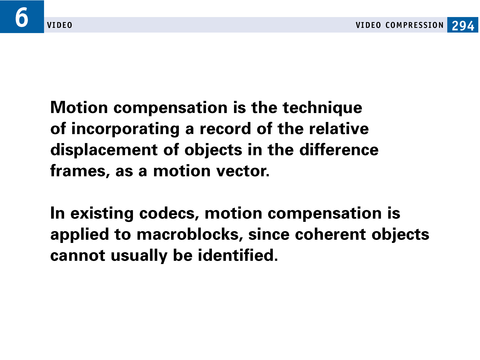 6
VIDEO
VIDEO COMPRESSION 294
Motion compensation is the technique
of incorporating a record of the relative
displacement of objects in the difference
frames, as a motion vector.
In existing codecs, motion compensation is
applied to macroblocks, since coherent objects
cannot usually be identified.